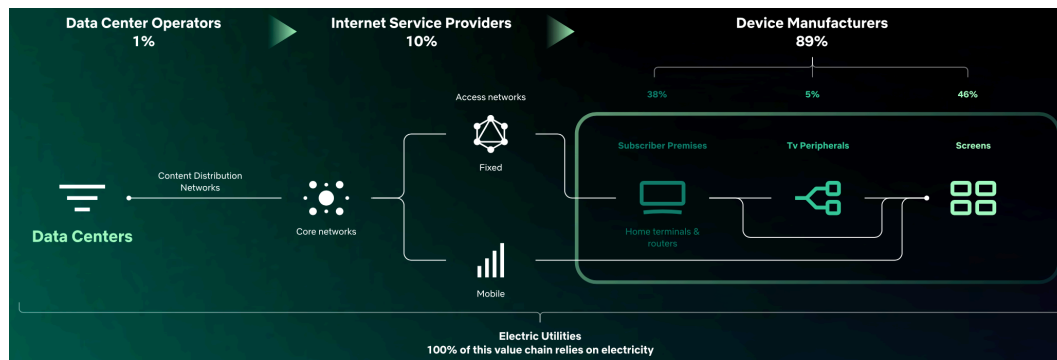 Data Center Operators
1%
Internet Service Providers
10%
Device Manufacturers
89%
38%
5%
46%
Access networks
Subscriber Premises
Tv Peripherals
Screens
Fixed
Content Distribution
Networks
Data Centers
Core networks
Home terminals &
routers
Mobile
Electric Utilities
100% of this value chain relies on electricity